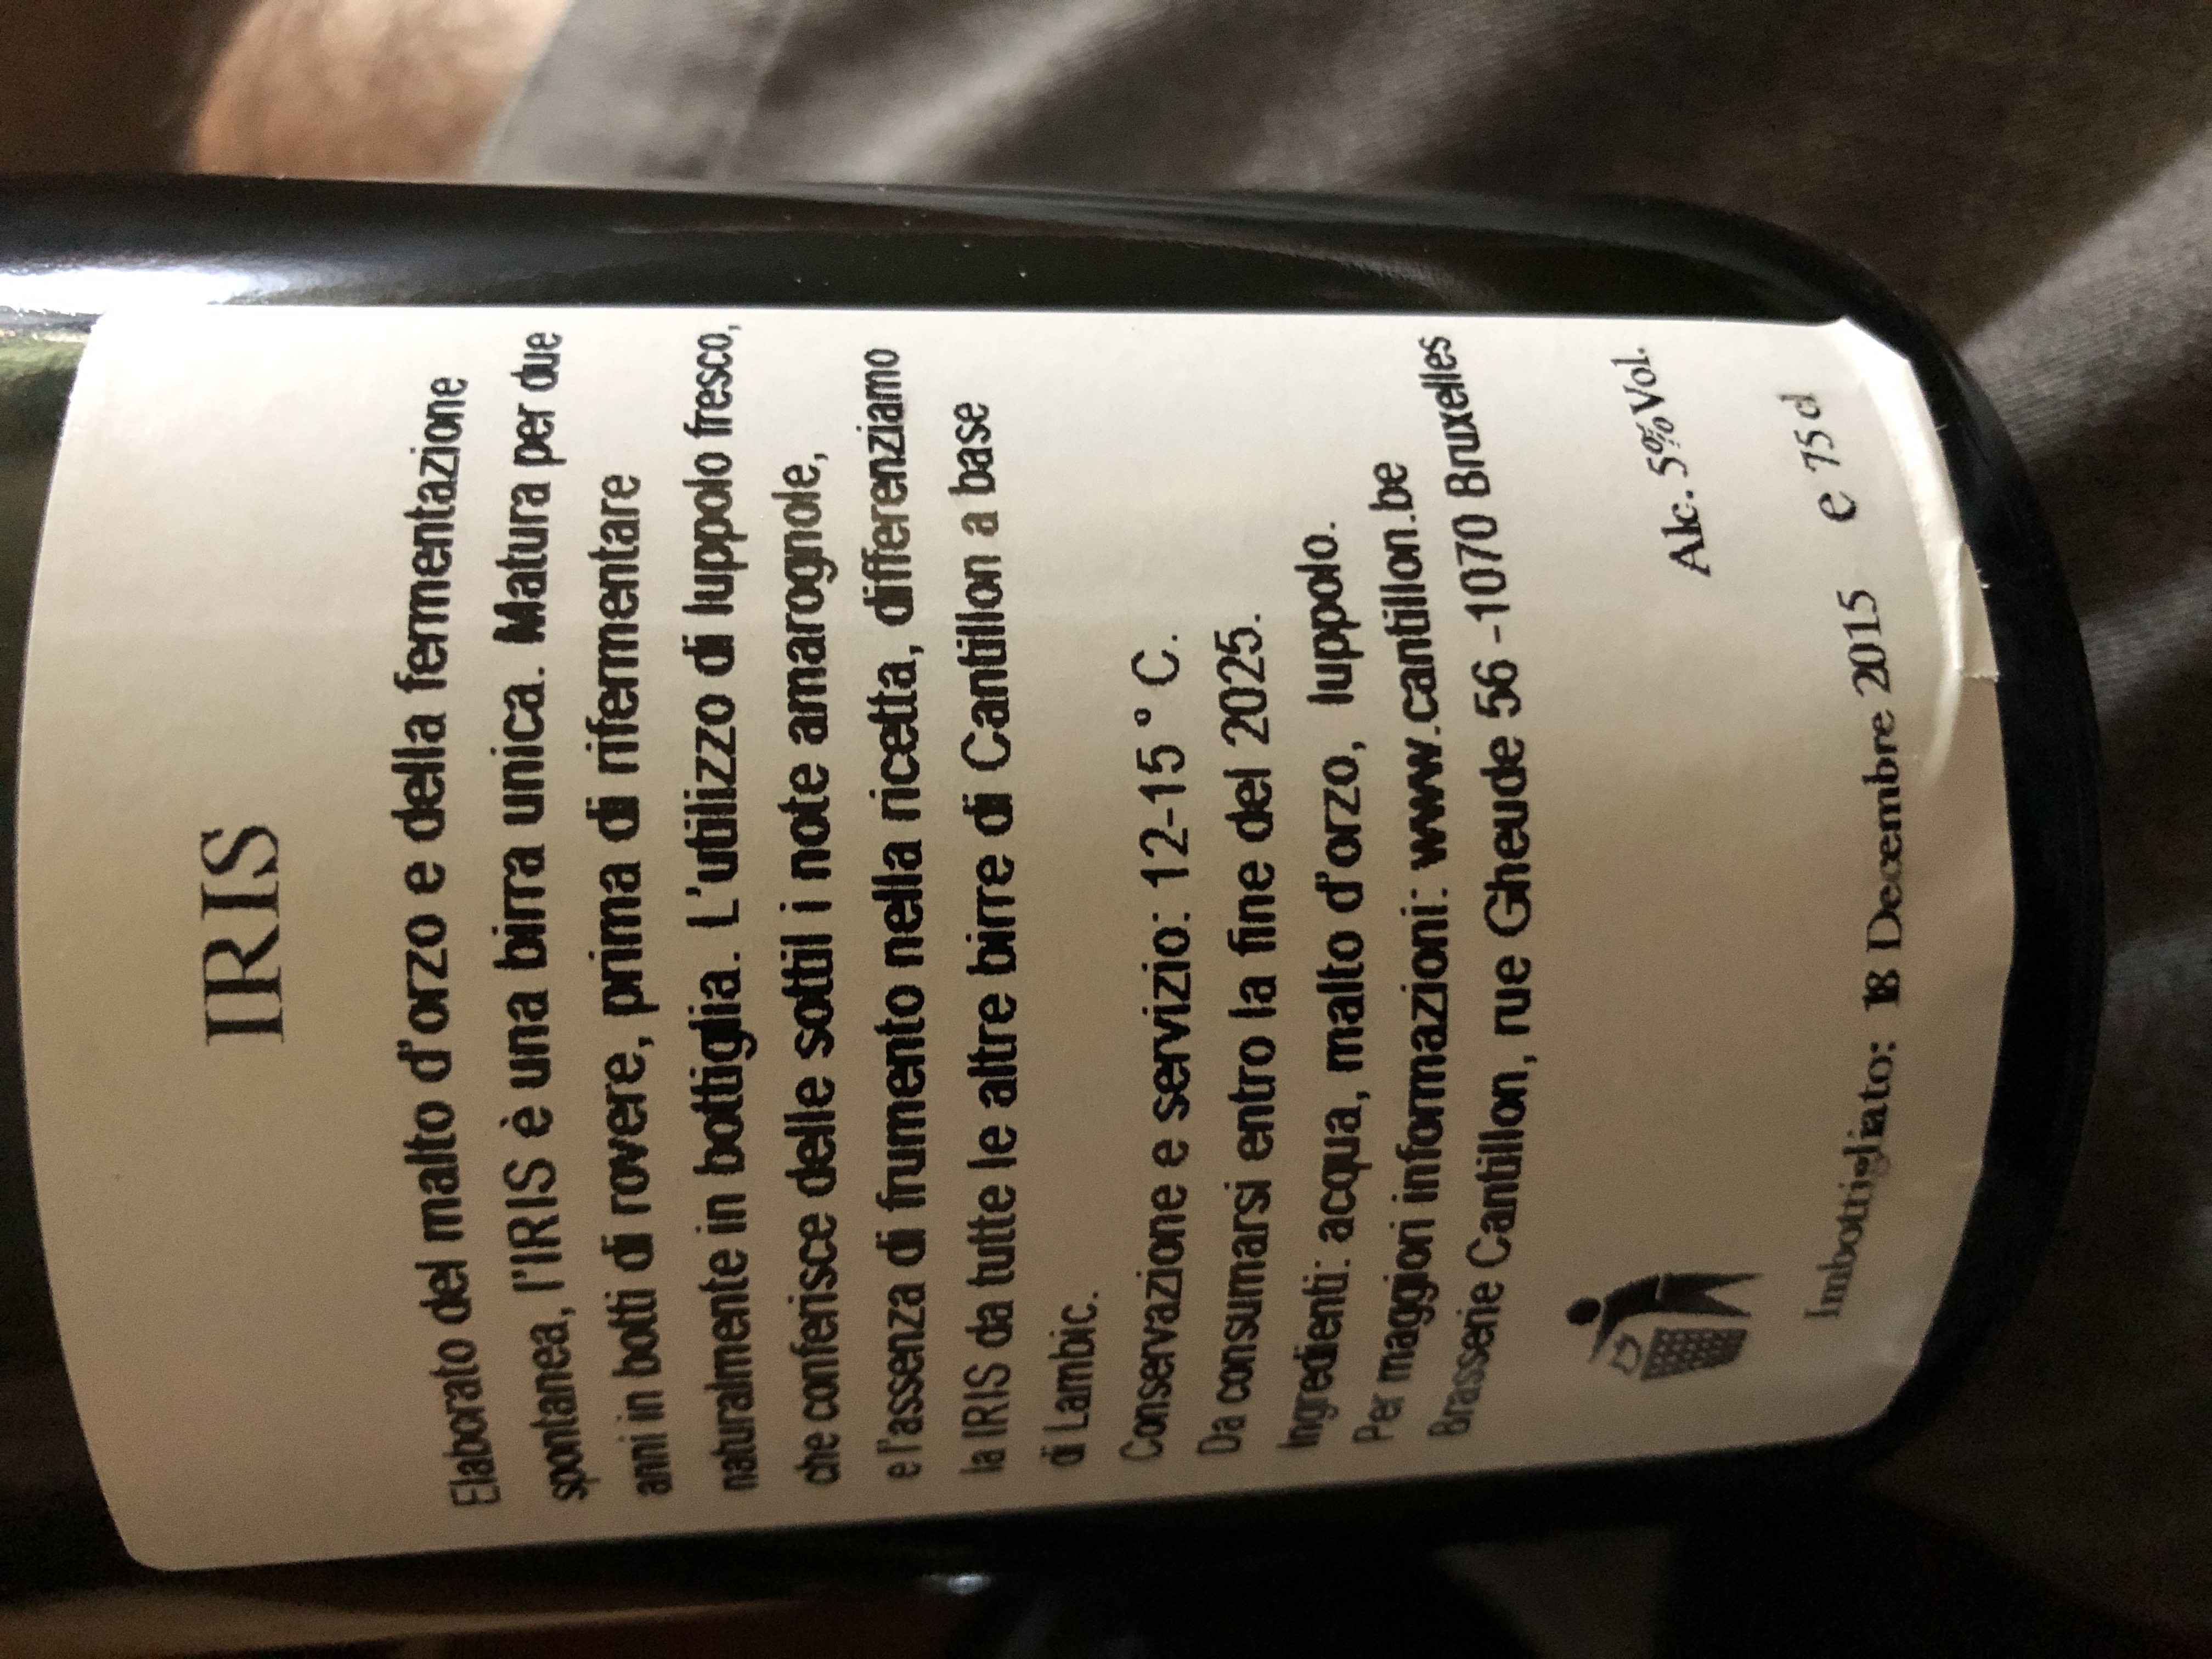 IRIS
Elaborato del malto d'orzo e della fermentazione
spontanea, l'IRIS è una birra unica. Matura per due
anni in botti di rovere, prima di rifermentare
naturalmente in bottiglia. L'utilizzo di luppolo fresco,
che conferisce delle sottil i note amarognole,
e l'assenza di frumento nella ricetta, differenziamo
la IRIS da tutte le altre birre di Cantillon a base
di Lambic.
Conservazione e servizio: 12-15° C.
Da consumarsi entro la fine del 2025.
Ingredienti: acqua, malto d'orzo, luppolo.
Per maggiori informazioni: www.cantillon.be
Brasserie Cantillon, rue Gheude 56 -1070 Bruxelles
Alc. 5% Vol.
Imbottigliato: 18 Decembre 2015 e 75 cl